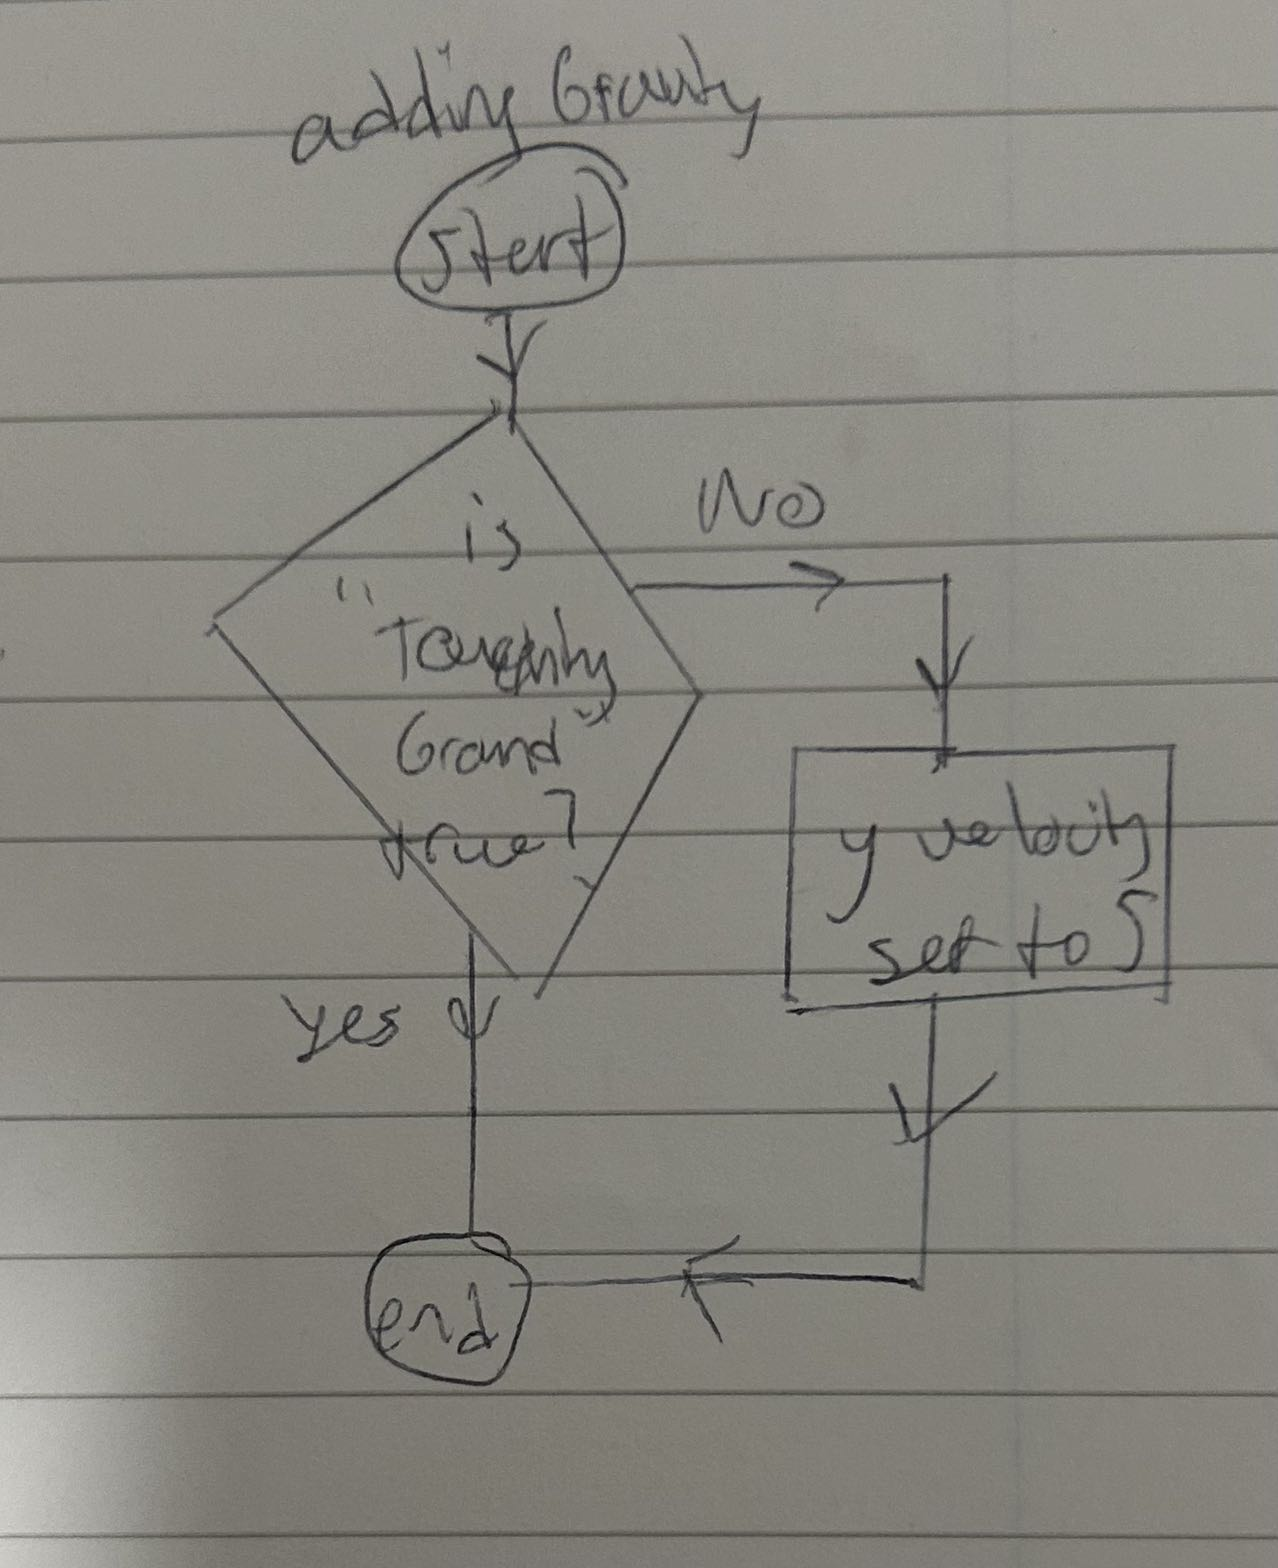 adding Gravity
Start
is
"Touching
Ground"
true?
No
y velocity
set to 5
yes
end